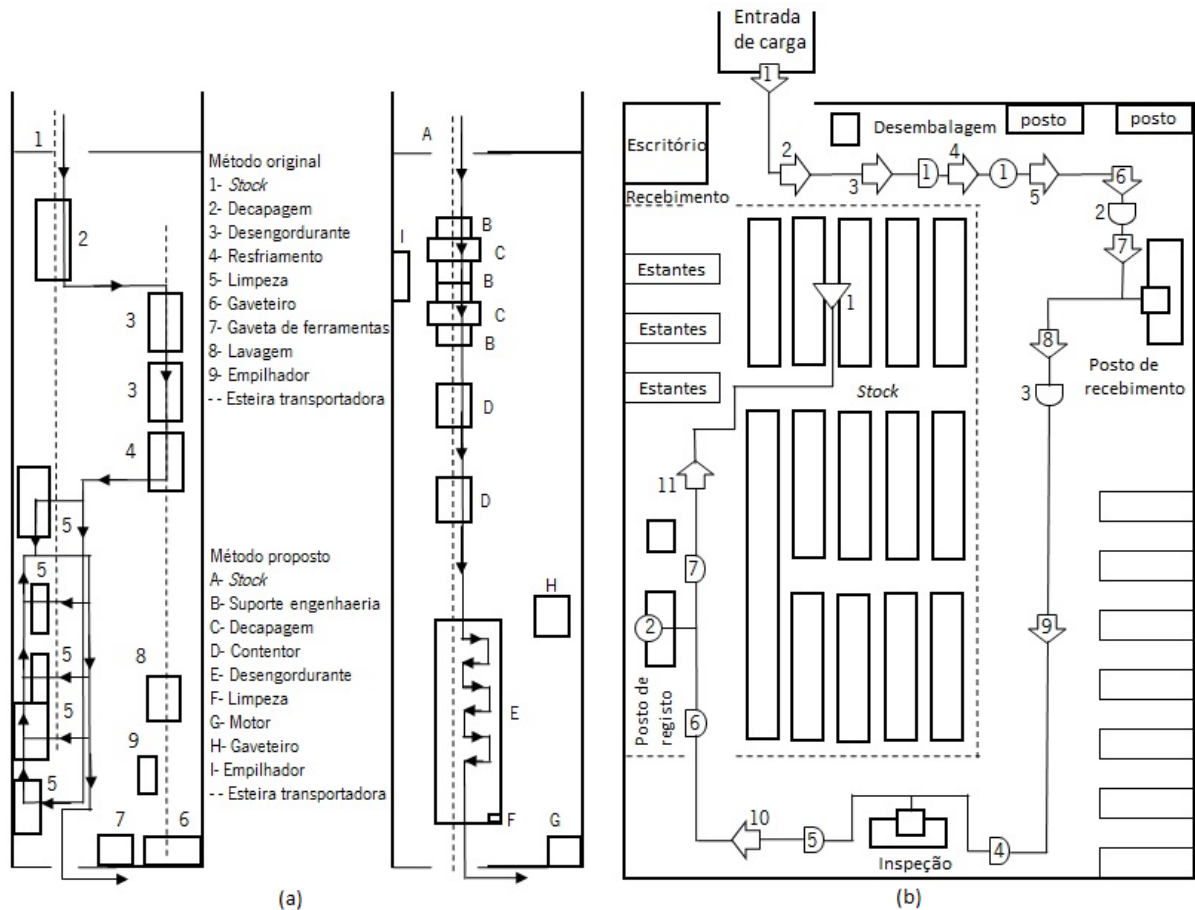 1
2
3
3
4
5
5
5
5
5
8
9
7
6
Método original
1- Stock
2- Decapagem
3- Desengordurante
4- Resfriamento
5- Limpeza
6- Gaveteiro
7- Gaveta de ferramentas
8- Lavagem
9- Empilhador
- - Esteira transportadora
Método proposto
A- Stock
B- Suporte engenhaeria
C- Decapagem
D- Contentor
E- Desengordurante
F- Limpeza
G- Motor
H- Gaveteiro
I- Empilhador
- - Esteira transportadora
A
I
B
C
B
C
B
D
D
H
E
F
G
(a)
Entrada
de carga
1
Escritório
Recebimento
Desembalagem
posto
posto
2
3
1
4
1
5
6
2
7
Estantes
Estantes
Estantes
1
Stock
8
3
Posto de
recebimento
11
7
2
Posto de
registo
6
9
10
5
4
Inspeção
(b)